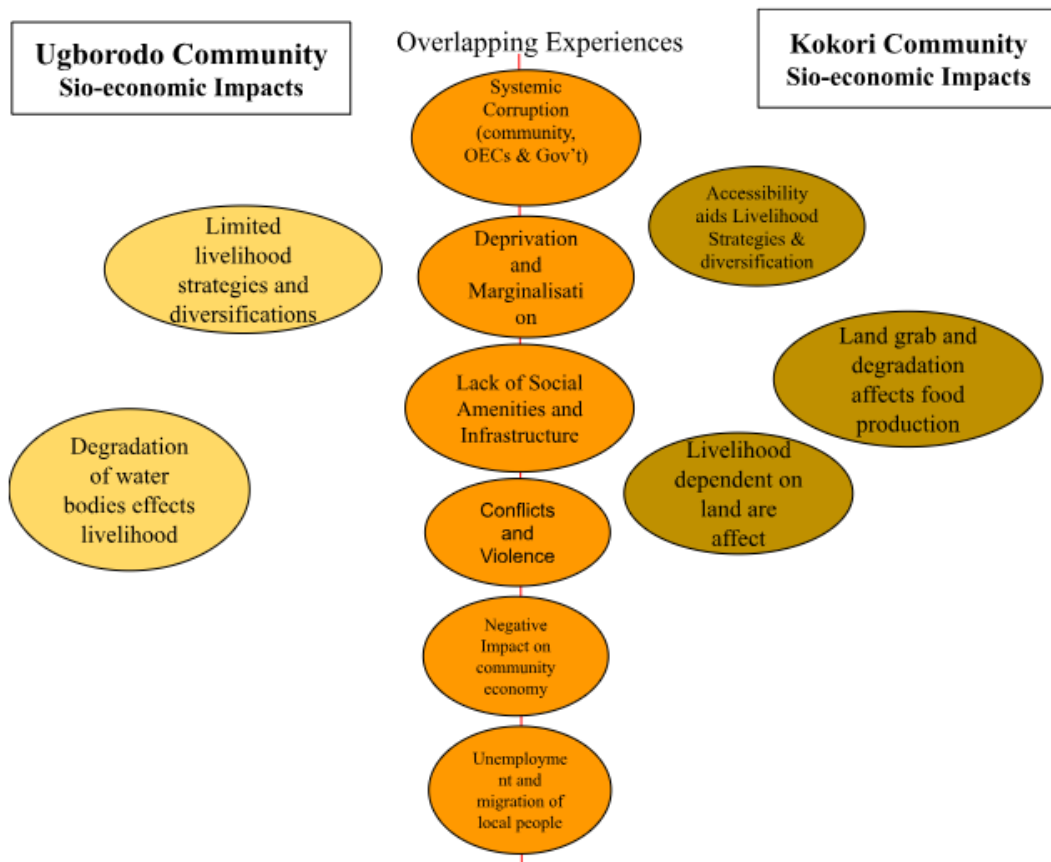 Ugborodo Community
Sio-economic Impacts
Overlapping Experiences
Kokori Community
Sio-economic Impacts
Systemic
Corruption
(community,
OECs & Gov't)
Deprivation
and
Marginalisati
on
Lack of Social
Amenities and
Infrastructure
Conflicts
and
Violence
Negative
Impact on
community
economy
Unemployme
nt and
migration of
local people
Limited
livelihood
strategies and
diversifications
Degradation
of water
bodies effects
livelihood
Accessibility
aids Livelihood
Strategies &
diversification
Land grab and
degradation
affects food
production
Livelihood
dependent on
land are
affect